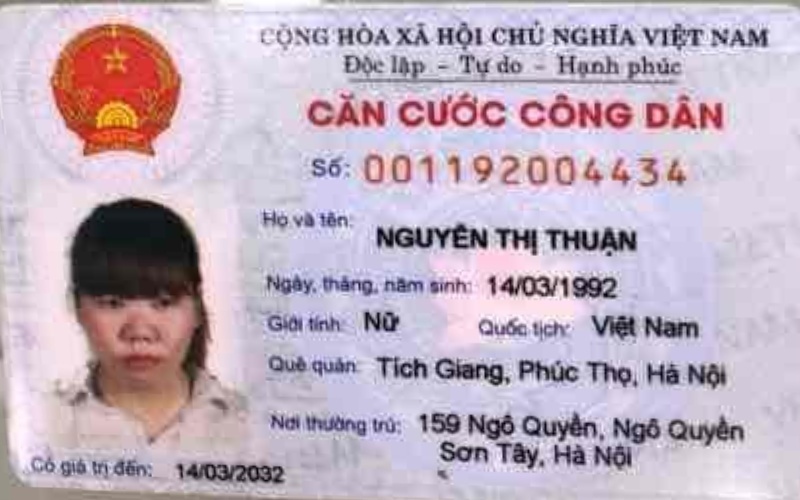 CỘNG HÒA XÃ HỘI CHỦ NGHĨA VIỆT NAM
Độc lập - Tự do - Hạnh phúc
CĂN CƯỚC CÔNG DÂN
Số: 001192004434
Họ và tên:
NGUYỄN THỊ THUẬN
Ngày, tháng, năm sinh: 14/03/1992
Giới tính: Nữ Quốc tịch: Việt Nam
Quê quán: Tích Giang, Phúc Thọ, Hà Nội
Nơi thường trú: 159 Ngô Quyền, Ngô Quyền
Sơn Tây, Hà Nội
Có giá trị đến: 14/03/2032